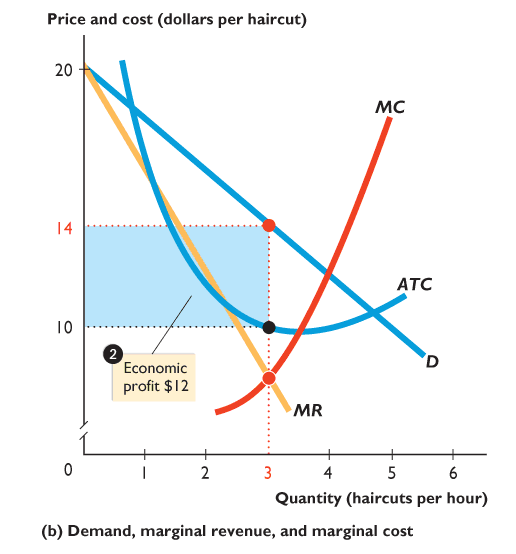 Price and cost (dollars per haircut)
20
MC
14
ATC
10
2
Economic
profit $12
D
MR
0
1
2
3
4
5
6
Quantity (haircuts per hour)
(b) Demand, marginal revenue, and marginal cost